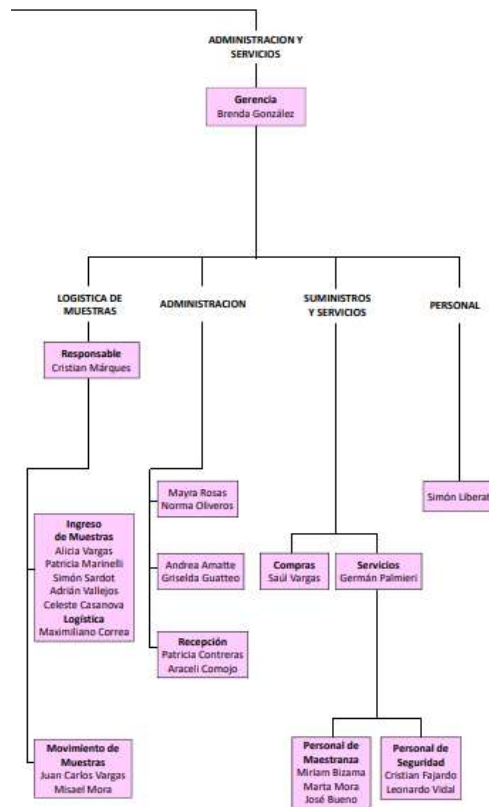 ADMINISTRACION Y
SERVICIOS
Gerencia
Brenda González
LOGISTICA DE
MUESTRAS
ADMINISTRACION
SUMINISTROS
Y SERVICIOS
PERSONAL
Responsable
Cristian Márques
Mayra Rosas
Norma Oliveros
Simón Liberat
Ingreso
de Muestras
Alicia Vargas
Patricia Marinelli
Simón Sardot
Adrián Vallejos
Celeste Casanova
Logística
Maximiliano Correa
Andrea Amatte
Griselda Guatteo
Compras
Saúl Vargas
Servicios
Germán Palmieri
Recepción
Patricia Contreras
Araceli Comojo
Movimiento de
Muestras
Juan Carlos Vargas
Misael Mora
Personal de
Maestranza
Miriam Bizama
Marta Mora
José Bueno
Personal de
Seguridad
Cristian Fajardo
Leonardo Vidal